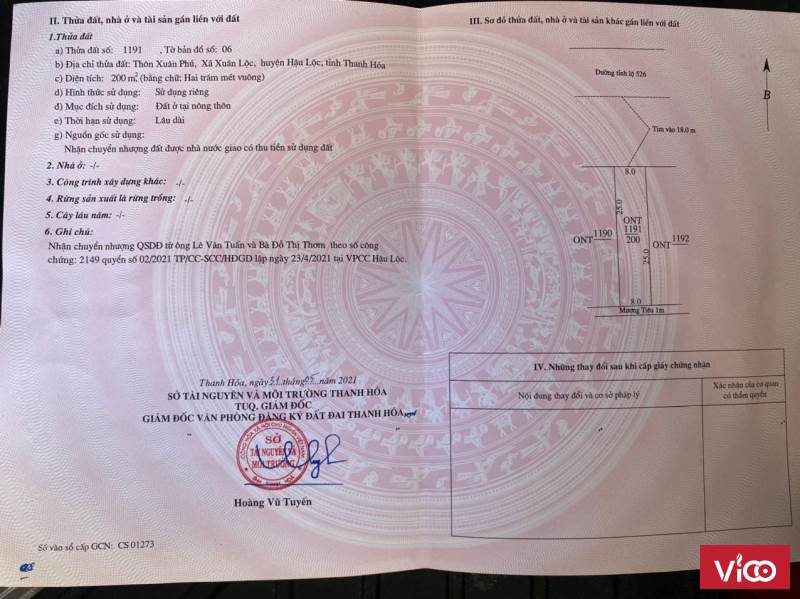 II. Thửa đất, nhà ở và tài sản gắn liền với đất
1.Thửa đất
a) Thửa đất số: 1191 , Tờ bản đồ số: 06
b) Địa chỉ thửa đất: Thôn Xuân Phú, Xã Xuân Lộc, huyện Hậu Lộc, tỉnh Thanh Hóa
c) Diện tích: 200 m² (bằng chữ: Hai trăm mét vuông)
d) Hình thức sử dụng: Sử dụng riêng
đ) Mục đích sử dụng: Đất ở tại nông thôn
e) Thời hạn sử dụng: Lâu dài
g) Nguồn gốc sử dụng:
Nhận chuyển nhượng đất được nhà nước giao có thu tiền sử dụng đất
2. Nhà ở: -/-
3. Công trình xây dựng khác: -/-
4. Rừng sản xuất là rừng trồng: -/-
5. Cây lâu năm: -/-
6. Ghi chú:
Nhận chuyển nhượng QSDĐ từ ông Lê Văn Tuấn và Bà Đỗ Thị Thơm theo số công
chứng: 2149 quyển số 02/2021 TP/CC-SCC/HĐGD lập ngày 23/4/2021 tại VPCC Hậu Lộc.
Thanh Hóa, ngày 31 tháng 05 năm 2021
SỞ TÀI NGUYÊN VÀ MÔI TRƯỜNG THANH HÓA
TUQ. GIÁM ĐỐC
GIÁM ĐỐC VĂN PHÒNG ĐĂNG KÝ ĐẤT ĐAI THANH HÓA
SỞ
TÀI NGUYÊN VÀ
MÔI TRƯỜNG
Hoàng Vũ Tuyến
Số vào sổ cấp GCN: CS 01273
III. Sơ đồ thửa đất, nhà ở và tài sản khác gắn liền với đất
Đường tỉnh lộ 526
B
Tim vào 18.0 m
8.0
25.0
ONT 1190
ONT
1191
200
ONT 1192
25.0
8.0
Mương Tiêu 1m
IV. Những thay đổi sau khi cấp giấy chứng nhận
Nội dung thay đổi và cơ sở pháp lý
Xác nhận của cơ quan
có thẩm quyền
ViCO